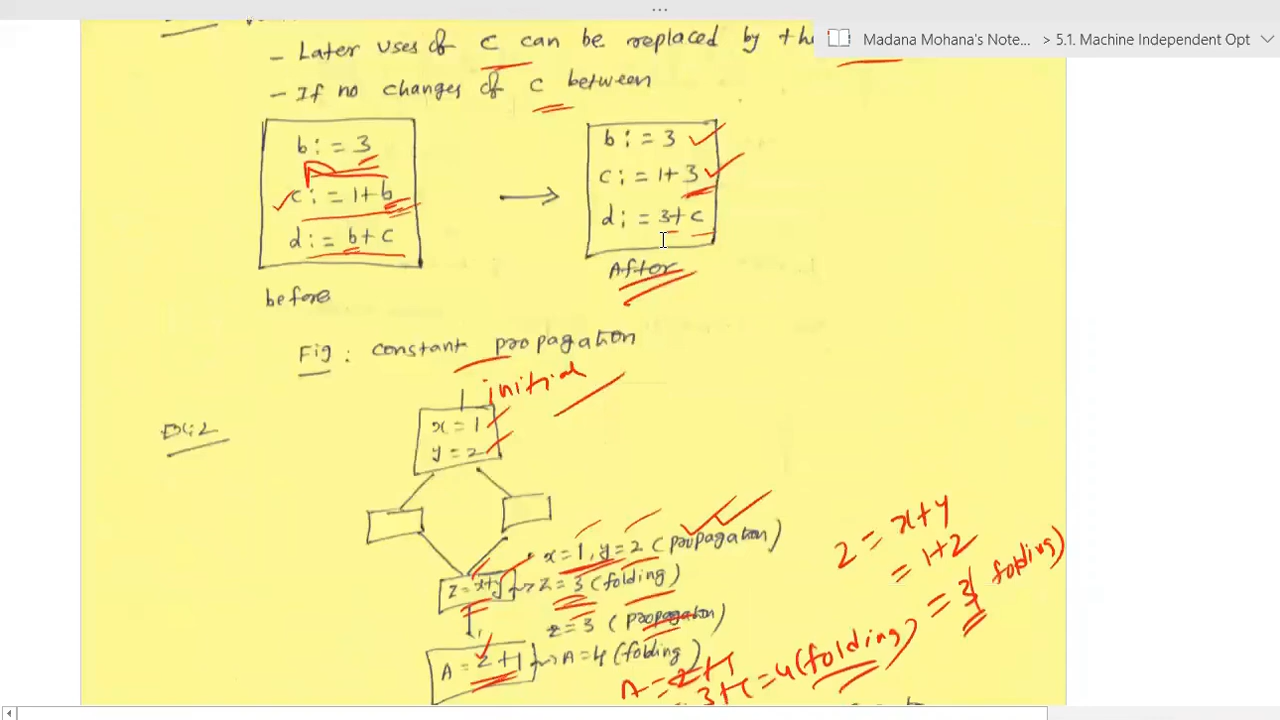 - Later uses of c can be replaced by the
Madana Mohana's Note... > 5.1. Machine Independent Opt
- If no changes of c between
b := 3
c := 1+b
d := b+c
before
b := 3
c := 1+3
d := 3+c
After
Fig : constant propagation
initial
Ex:2
x = 1
y = 2
x=1, y=2 (propagation)
z = x+y → z=3 (folding)
z=3 (propagation)
A = z+1 → A=4 (folding)
z = x+y
= 1+2
= 3 (folding)
A = z+1
3+1 = 4 (folding)